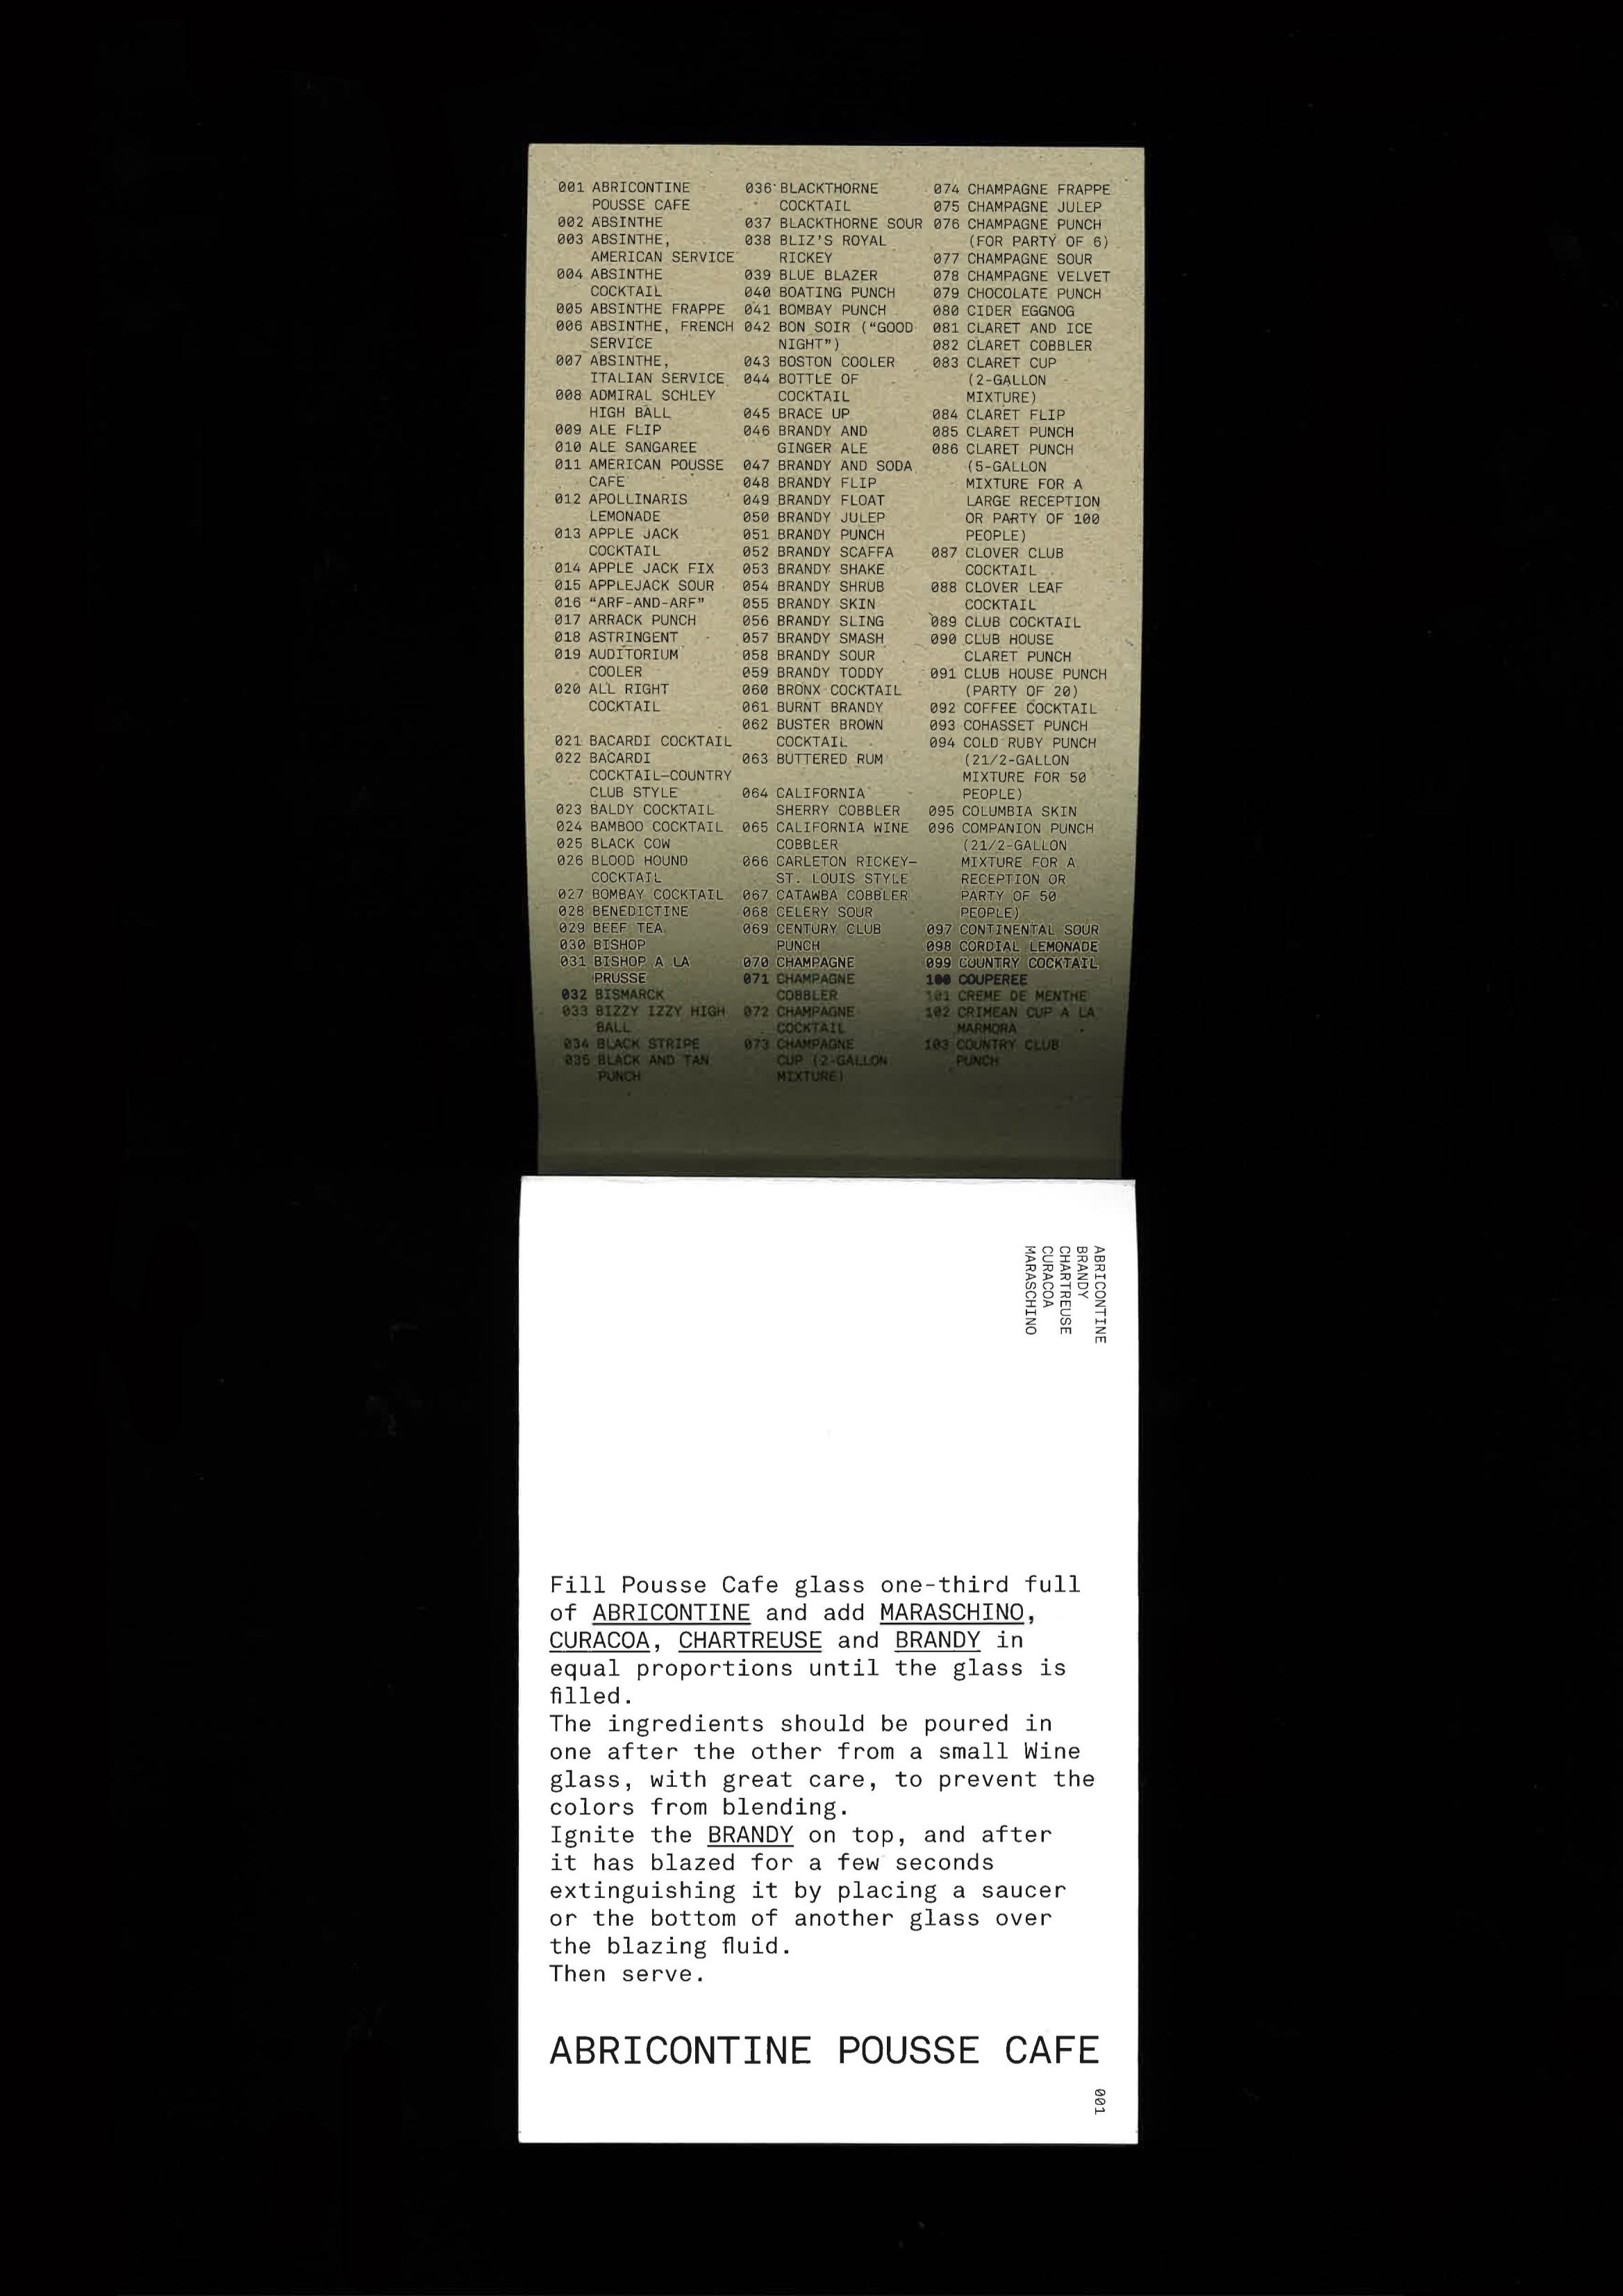 001 ABRICONTINE
POUSSE CAFE
002 ABSINTHE
003 ABSINTHE,
AMERICAN SERVICE
004 ABSINTHE
COCKTAIL
005 ABSINTHE FRAPPE
006 ABSINTHE, FRENCH
SERVICE
007 ABSINTHE,
ITALIAN SERVICE
008 ADMIRAL SCHLEY
HIGH BALL
009 ALE FLIP
010 ALE SANGAREE
011 AMERICAN POUSSE
CAFE
012 APOLLINARIS
LEMONADE
013 APPLE JACK
COCKTAIL
014 APPLE JACK FIX
015 APPLEJACK SOUR
016 “ARF-AND-ARF”
017 ARRACK PUNCH
018 ASTRINGENT
019 AUDITORIUM
COOLER
020 ALL RIGHT
COCKTAIL
021 BACARDI COCKTAIL
022 BACARDI
COCKTAIL—COUNTRY
CLUB STYLE
023 BALDY COCKTAIL
024 BAMBOO COCKTAIL
025 BLACK COW
026 BLOOD HOUND
COCKTAIL
027 BOMBAY COCKTAIL
028 BENEDICTINE
029 BEEF TEA
030 BISHOP
031 BISHOP A LA
PRUSSE
032 BISMARCK
033 BIZZY IZZY HIGH
BALL
034 BLACK STRIPE
035 BLACK AND TAN
PUNCH
036 BLACKTHORNE
COCKTAIL
037 BLACKTHORNE SOUR
038 BLIZ’S ROYAL
RICKEY
039 BLUE BLAZER
040 BOATING PUNCH
041 BOMBAY PUNCH
042 BON SOIR (“GOOD
NIGHT”)
043 BOSTON COOLER
044 BOTTLE OF
COCKTAIL
045 BRACE UP
046 BRANDY AND
GINGER ALE
047 BRANDY AND SODA
048 BRANDY FLIP
049 BRANDY FLOAT
050 BRANDY JULEP
051 BRANDY PUNCH
052 BRANDY SCAFFA
053 BRANDY SHAKE
054 BRANDY SHRUB
055 BRANDY SKIN
056 BRANDY SLING
057 BRANDY SMASH
058 BRANDY SOUR
059 BRANDY TODDY
060 BRONX COCKTAIL
061 BURNT BRANDY
062 BUSTER BROWN
COCKTAIL
063 BUTTERED RUM
064 CALIFORNIA
SHERRY COBBLER
065 CALIFORNIA WINE
COBBLER
066 CARLETON RICKEY—
ST. LOUIS STYLE
067 CATAWBA COBBLER
068 CELERY SOUR
069 CENTURY CLUB
PUNCH
070 CHAMPAGNE
071 CHAMPAGNE
COBBLER
072 CHAMPAGNE
COCKTAIL
073 CHAMPAGNE
CUP (2-GALLON
MIXTURE)
074 CHAMPAGNE FRAPPE
075 CHAMPAGNE JULEP
076 CHAMPAGNE PUNCH
(FOR PARTY OF 6)
077 CHAMPAGNE SOUR
078 CHAMPAGNE VELVET
079 CHOCOLATE PUNCH
080 CIDER EGGNOG
081 CLARET AND ICE
082 CLARET COBBLER
083 CLARET CUP
(2-GALLON
MIXTURE)
084 CLARET FLIP
085 CLARET PUNCH
086 CLARET PUNCH
(5-GALLON
MIXTURE FOR A
LARGE RECEPTION
OR PARTY OF 100
PEOPLE)
087 CLOVER CLUB
COCKTAIL
088 CLOVER LEAF
COCKTAIL
089 CLUB COCKTAIL
090 CLUB HOUSE
CLARET PUNCH
091 CLUB HOUSE PUNCH
(PARTY OF 20)
092 COFFEE COCKTAIL
093 COHASSET PUNCH
094 COLD RUBY PUNCH
(21/2-GALLON
MIXTURE FOR 50
PEOPLE)
095 COLUMBIA SKIN
096 COMPANION PUNCH
(21/2-GALLON
MIXTURE FOR A
RECEPTION OR
PARTY OF 50
PEOPLE)
097 CONTINENTAL SOUR
098 CORDIAL LEMONADE
099 COUNTRY COCKTAIL
100 COUPEREE
101 CREME DE MENTHE
102 CRIMEAN CUP A LA
MARMORA
103 COUNTRY CLUB
PUNCH
ABRICONTINE
BRANDY
CHARTREUSE
CURACOA
MARASCHINO
Fill Pousse Cafe glass one-third full
of ABRICONTINE and add MARASCHINO,
CURACOA, CHARTREUSE and BRANDY in
equal proportions until the glass is
filled.
The ingredients should be poured in
one after the other from a small Wine
glass, with great care, to prevent the
colors from blending.
Ignite the BRANDY on top, and after
it has blazed for a few seconds
extinguishing it by placing a saucer
or the bottom of another glass over
the blazing fluid.
Then serve.
ABRICONTINE POUSSE CAFE
001